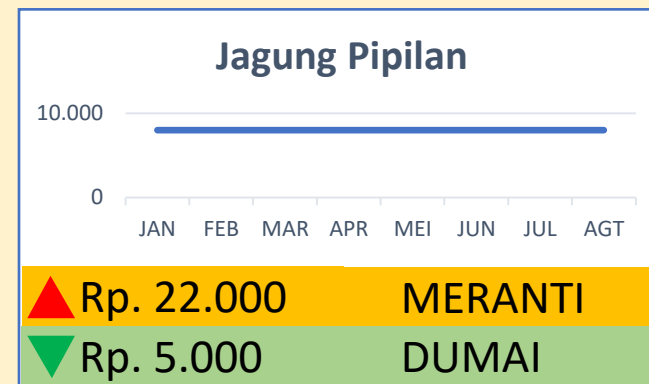 Jagung Pipilan
10.000
0
JAN FEB MAR APR MEI JUN JUL AGT
Rp. 22.000 MERANTI
Rp. 5.000 DUMAI